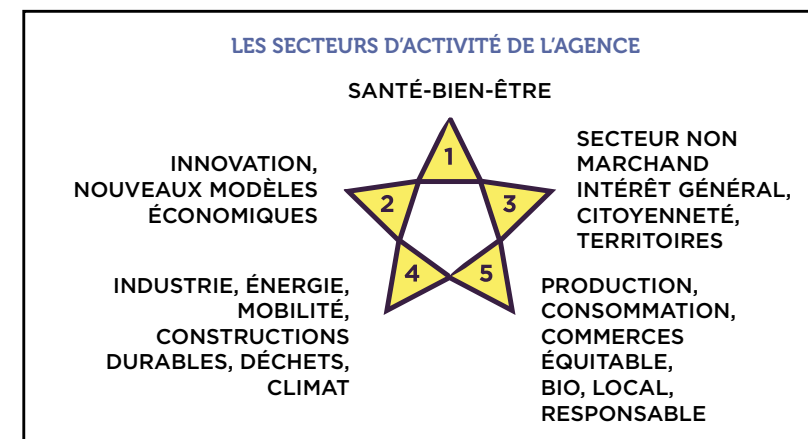 LES SECTEURS D'ACTIVITÉ DE L'AGENCE
SANTÉ-BIEN-ÊTRE
1
INNOVATION,
NOUVEAUX MODÈLES
ÉCONOMIQUES
2
3
SECTEUR NON
MARCHAND
INTÉRÊT GÉNÉRAL,
CITOYENNETÉ,
TERRITOIRES
INDUSTRIE, ÉNERGIE,
MOBILITÉ,
CONSTRUCTIONS
DURABLES, DÉCHETS,
CLIMAT
4
5
PRODUCTION,
CONSOMMATION,
COMMERCES
ÉQUITABLE,
BIO, LOCAL,
RESPONSABLE